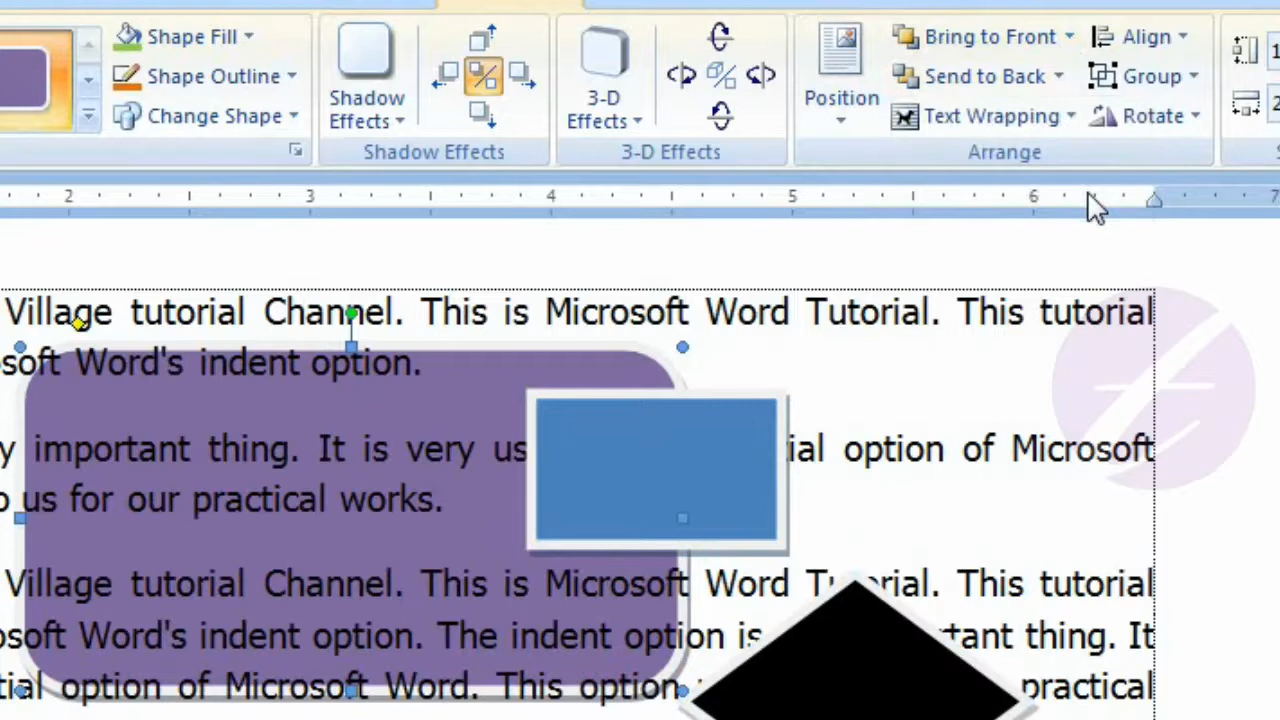 Shape Fill
Shape Outline
Change Shape
Shadow
Effects
Shadow Effects
3-D
Effects
3-D Effects
Position
Bring to Front
Send to Back
Text Wrapping
Align
Group
Rotate
Arrange
2 3 4 5 6 7
Village tutorial Channel. This is Microsoft Word Tutorial. This tutorial
soft Word's indent option.
y important thing. It is very us ial option of Microsoft
o us for our practical works.
Village tutorial Channel. This is Microsoft Word Tutorial. This tutorial
osoft Word's indent option. The indent option is tant thing. It
tial option of Microsoft Word. This option practical